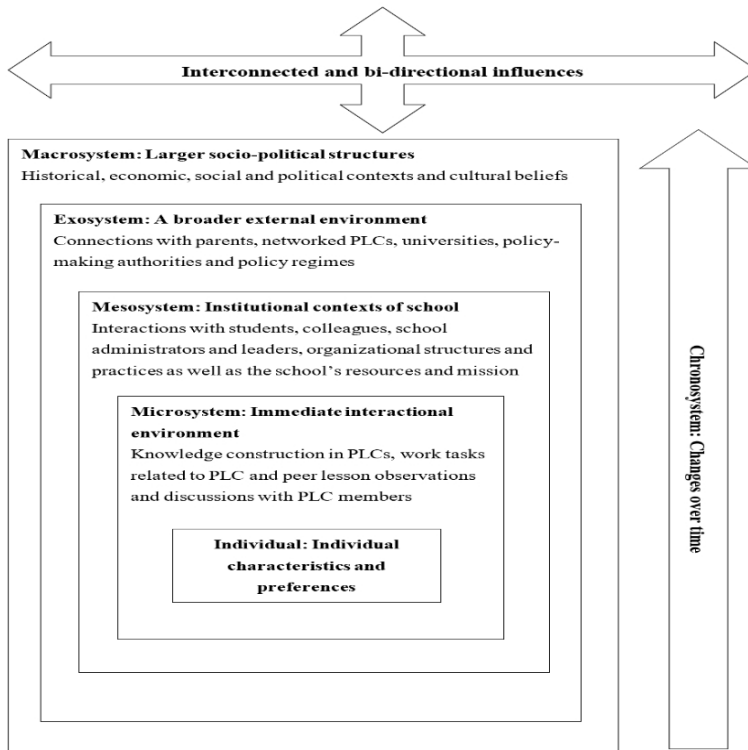 Interconnected and bi-directional influences
Macrosystem: Larger socio-political structures
Historical, economic, social and political contexts and cultural beliefs
Exosystem: A broader external environment
Connections with parents, networked PLCs, universities, policy-
making authorities and policy regimes
Mesosystem: Institutional contexts of school
Interactions with students, colleagues, school
administrators and leaders, organizational structures and
practices as well as the school's resources and mission
Microsystem: Immediate interactional
environment
Knowledge construction in PLCs, work tasks
related to PLC and peer lesson observations
and discussions with PLC members
Individual: Individual
characteristics and
preferences
Chronosystem: Changes over time